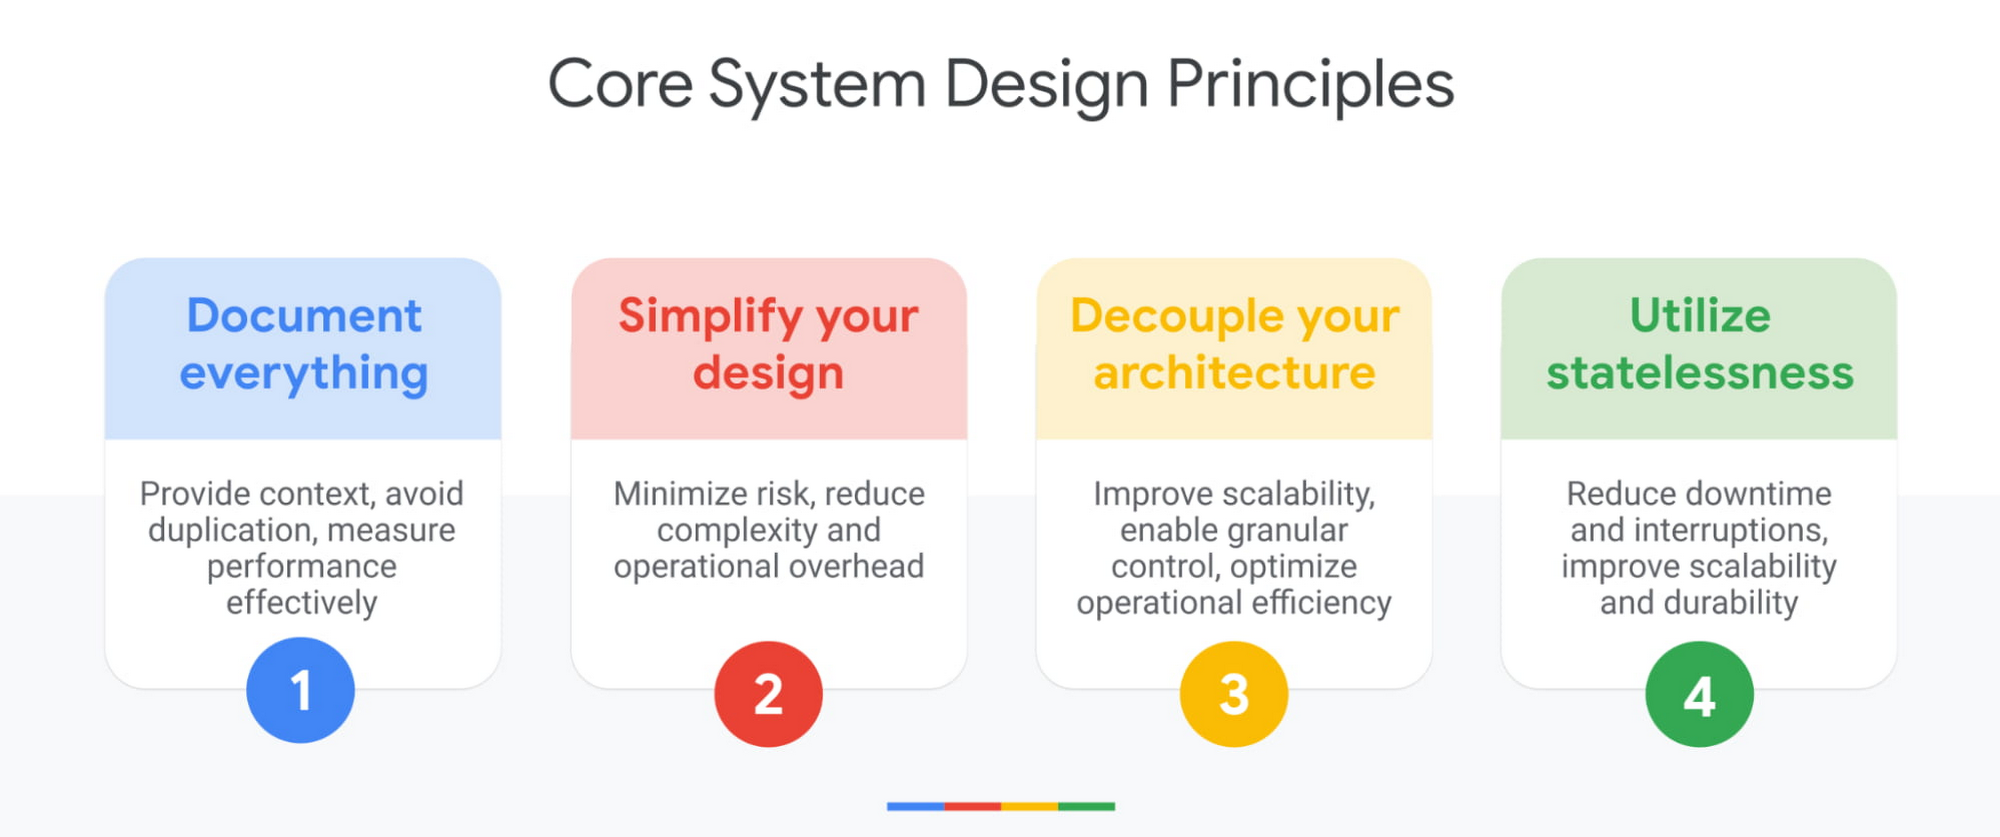 Core System Design Principles
Document
everything
Provide context, avoid
duplication, measure
performance
effectively
1
Simplify your
design
Minimize risk, reduce
complexity and
operational overhead
2
Decouple your
architecture
Improve scalability,
enable granular
control, optimize
operational efficiency
3
Utilize
statelessness
Reduce downtime
and interruptions,
improve scalability
and durability
4